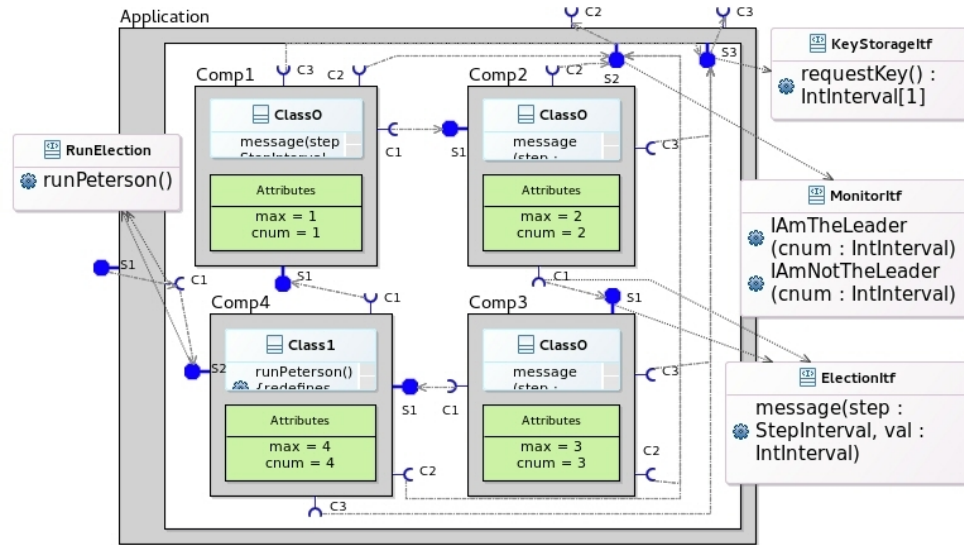 Application
C2
C3
S3
KeyStorageItf
requestKey() :
IntInterval[1]
Comp1
C3
C2
Comp2
C2
S2
Class0
message(step
C1
S1
Class0
message
(step :
C3
Attributes
max = 1
cnum = 1
Attributes
max = 2
cnum = 2
RunElection
runPeterson()
MonitorItf
IAmTheLeader
(cnum : IntInterval)
IAmNotTheLeader
(cnum : IntInterval)
S1
C1
S1
C1
Comp4
C1
Comp3
S1
Class1
runPeterson()
{redefines
S2
S1
C1
Class0
message
(step :
C3
ElectionItf
message(step :
StepInterval, val :
IntInterval)
Attributes
max = 4
cnum = 4
C2
Attributes
max = 3
cnum = 3
C2
C3